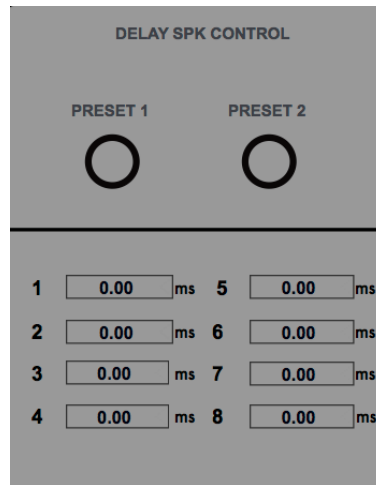 DELAY SPK CONTROL
PRESET 1 PRESET 2
1 0.00 ms 5 0.00 ms
2 0.00 ms 6 0.00 ms
3 0.00 ms 7 0.00 ms
4 0.00 ms 8 0.00 ms